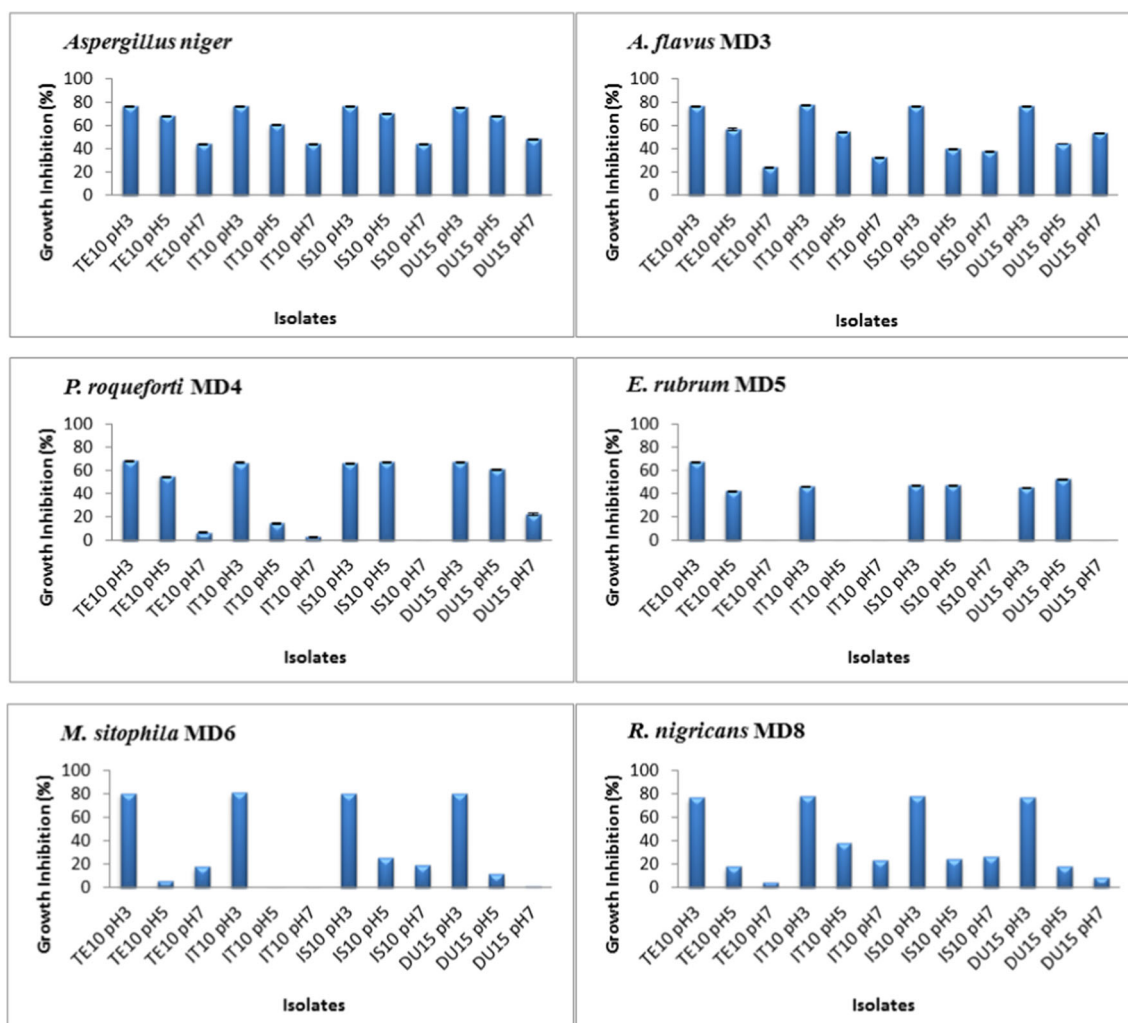 Aspergillus niger
Growth Inhibition (%)
100
80
60
40
20
0
TE10 pH3
TE10 pH5
TE10 pH7
IT10 pH3
IT10 pH5
IT10 pH7
IS10 pH3
IS10 pH5
IS10 pH7
DU15 pH3
DU15 pH5
DU15 pH7
Isolates
A. flavus MD3
Growth Inhibition (%)
100
80
60
40
20
0
TE10 pH3
TE10 pH5
TE10 pH7
IT10 pH3
IT10 pH5
IT10 pH7
IS10 pH3
IS10 pH5
IS10 pH7
DU15 pH3
DU15 pH5
DU15 pH7
Isolates
P. roqueforti MD4
Growth Inhibition (%)
100
80
60
40
20
0
TE10 pH3
TE10 pH5
TE10 pH7
IT10 pH3
IT10 pH5
IT10 pH7
IS10 pH3
IS10 pH5
IS10 pH7
DU15 pH3
DU15 pH5
DU15 pH7
Isolates
E. rubrum MD5
Growth Inhibition (%)
100
80
60
40
20
0
TE10 pH3
TE10 pH5
TE10 pH7
IT10 pH3
IT10 pH5
IT10 pH7
IS10 pH3
IS10 pH5
IS10 pH7
DU15 pH3
DU15 pH5
DU15 pH7
Isolates
M. sitophila MD6
Growth Inhibition (%)
100
80
60
40
20
0
TE10 pH3
TE10 pH5
TE10 pH7
IT10 pH3
IT10 pH5
IT10 pH7
IS10 pH3
IS10 pH5
IS10 pH7
DU15 pH3
DU15 pH5
DU15 pH7
Isolates
R. nigricans MD8
Growth Inhibition (%)
100
80
60
40
20
0
TE10 pH3
TE10 pH5
TE10 pH7
IT10 pH3
IT10 pH5
IT10 pH7
IS10 pH3
IS10 pH5
IS10 pH7
DU15 pH3
DU15 pH5
DU15 pH7
Isolates